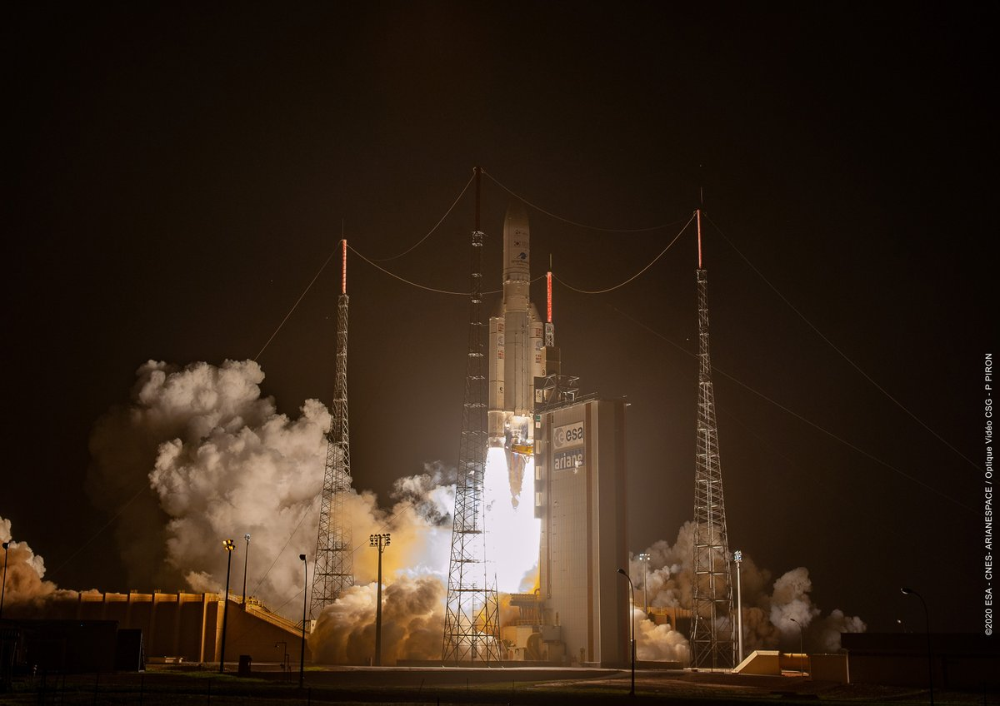 esa
ariane
©2020 ESA - CNES- ARIANESPACE / Optique Vidéo CSG - P PIRON